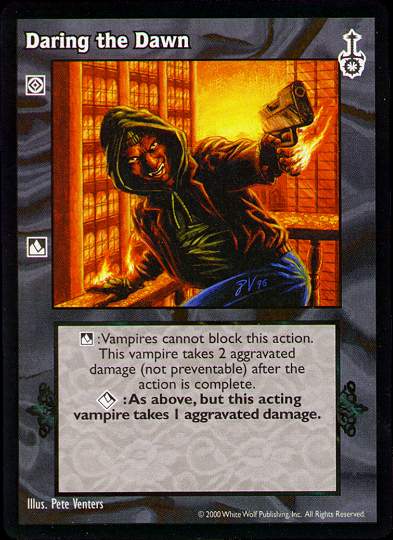 Daring the Dawn
PV 96
:Vampires cannot block this action.
This vampire takes 2 aggravated
damage (not preventable) after the
action is complete.
:As above, but this acting
vampire takes 1 aggravated damage.
Illus. Pete Venters
© 2000 White Wolf Publishing, Inc. All Rights Reserved.